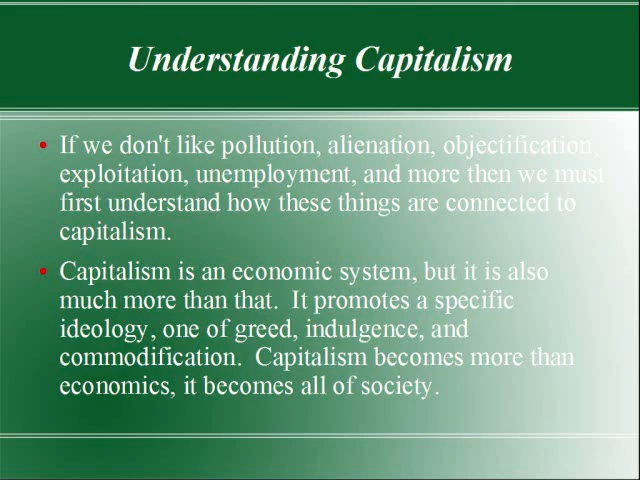 Understanding Capitalism
If we don't like pollution, alienation, objectification,
exploitation, unemployment, and more then we must
first understand how these things are connected to
capitalism.
Capitalism is an economic system, but it is also
much more than that.  It promotes a specific
ideology, one of greed, indulgence, and
commodification.  Capitalism becomes more than
economics, it becomes all of society.